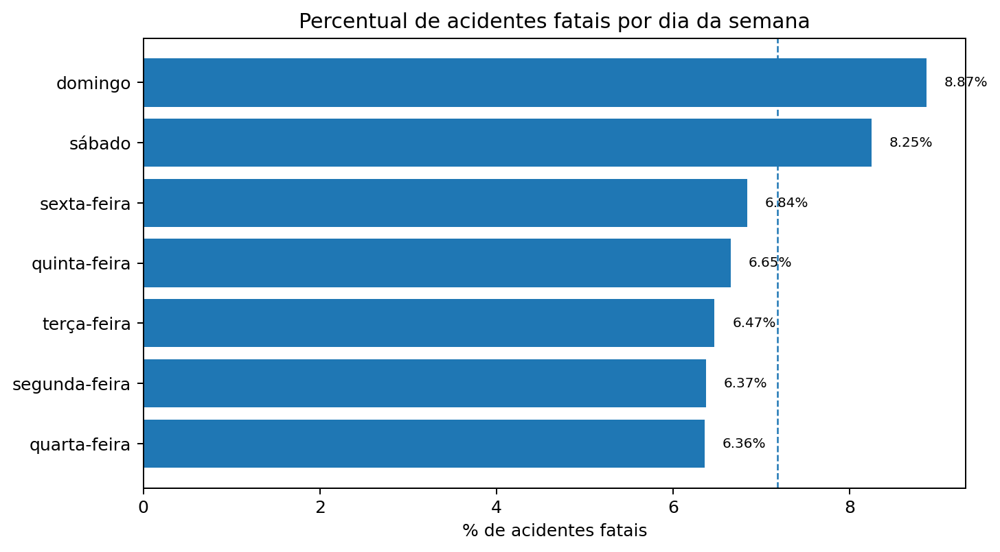 Percentual de acidentes fatais por dia da semana
domingo 8.87%
sábado 8.25%
sexta-feira 6.84%
quinta-feira 6.65%
terça-feira 6.47%
segunda-feira 6.37%
quarta-feira 6.36%
0 2 4 6 8
% de acidentes fatais